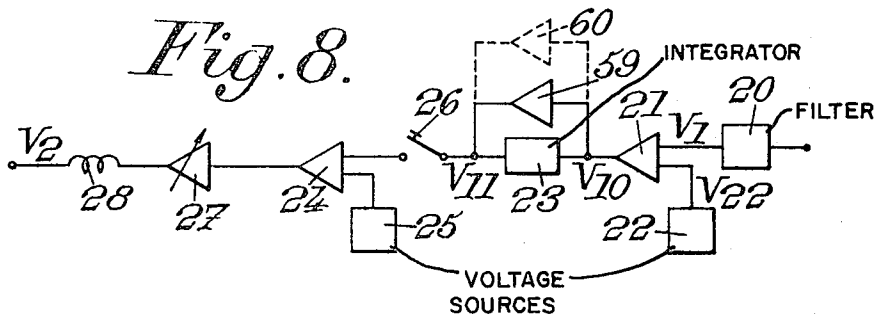 Fig. 8.
60
INTEGRATOR
59
26
21
20
FILTER
V1
V2
V11
V10
V22
28
27
24
25
23
22
VOLTAGE
SOURCES